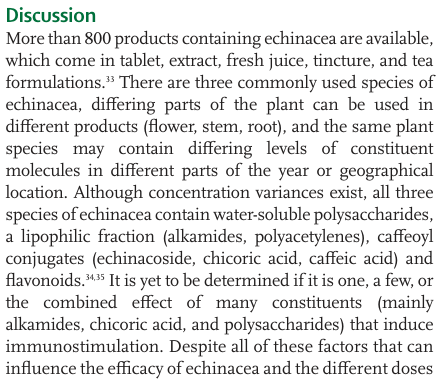 Discussion
More than 800 products containing echinacea are available,
which come in tablet, extract, fresh juice, tincture, and tea
formulations.³³ There are three commonly used species of
echinacea, differing parts of the plant can be used in
different products (flower, stem, root), and the same plant
species may contain differing levels of constituent
molecules in different parts of the year or geographical
location. Although concentration variances exist, all three
species of echinacea contain water-soluble polysaccharides,
a lipophilic fraction (alkamides, polyacetylenes), caffeoyl
conjugates (echinacoside, chicoric acid, caffeic acid) and
flavonoids.³⁴,³⁵ It is yet to be determined if it is one, a few, or
the combined effect of many constituents (mainly
alkamides, chicoric acid, and polysaccharides) that induce
immunostimulation. Despite all of these factors that can
influence the efficacy of echinacea and the different doses